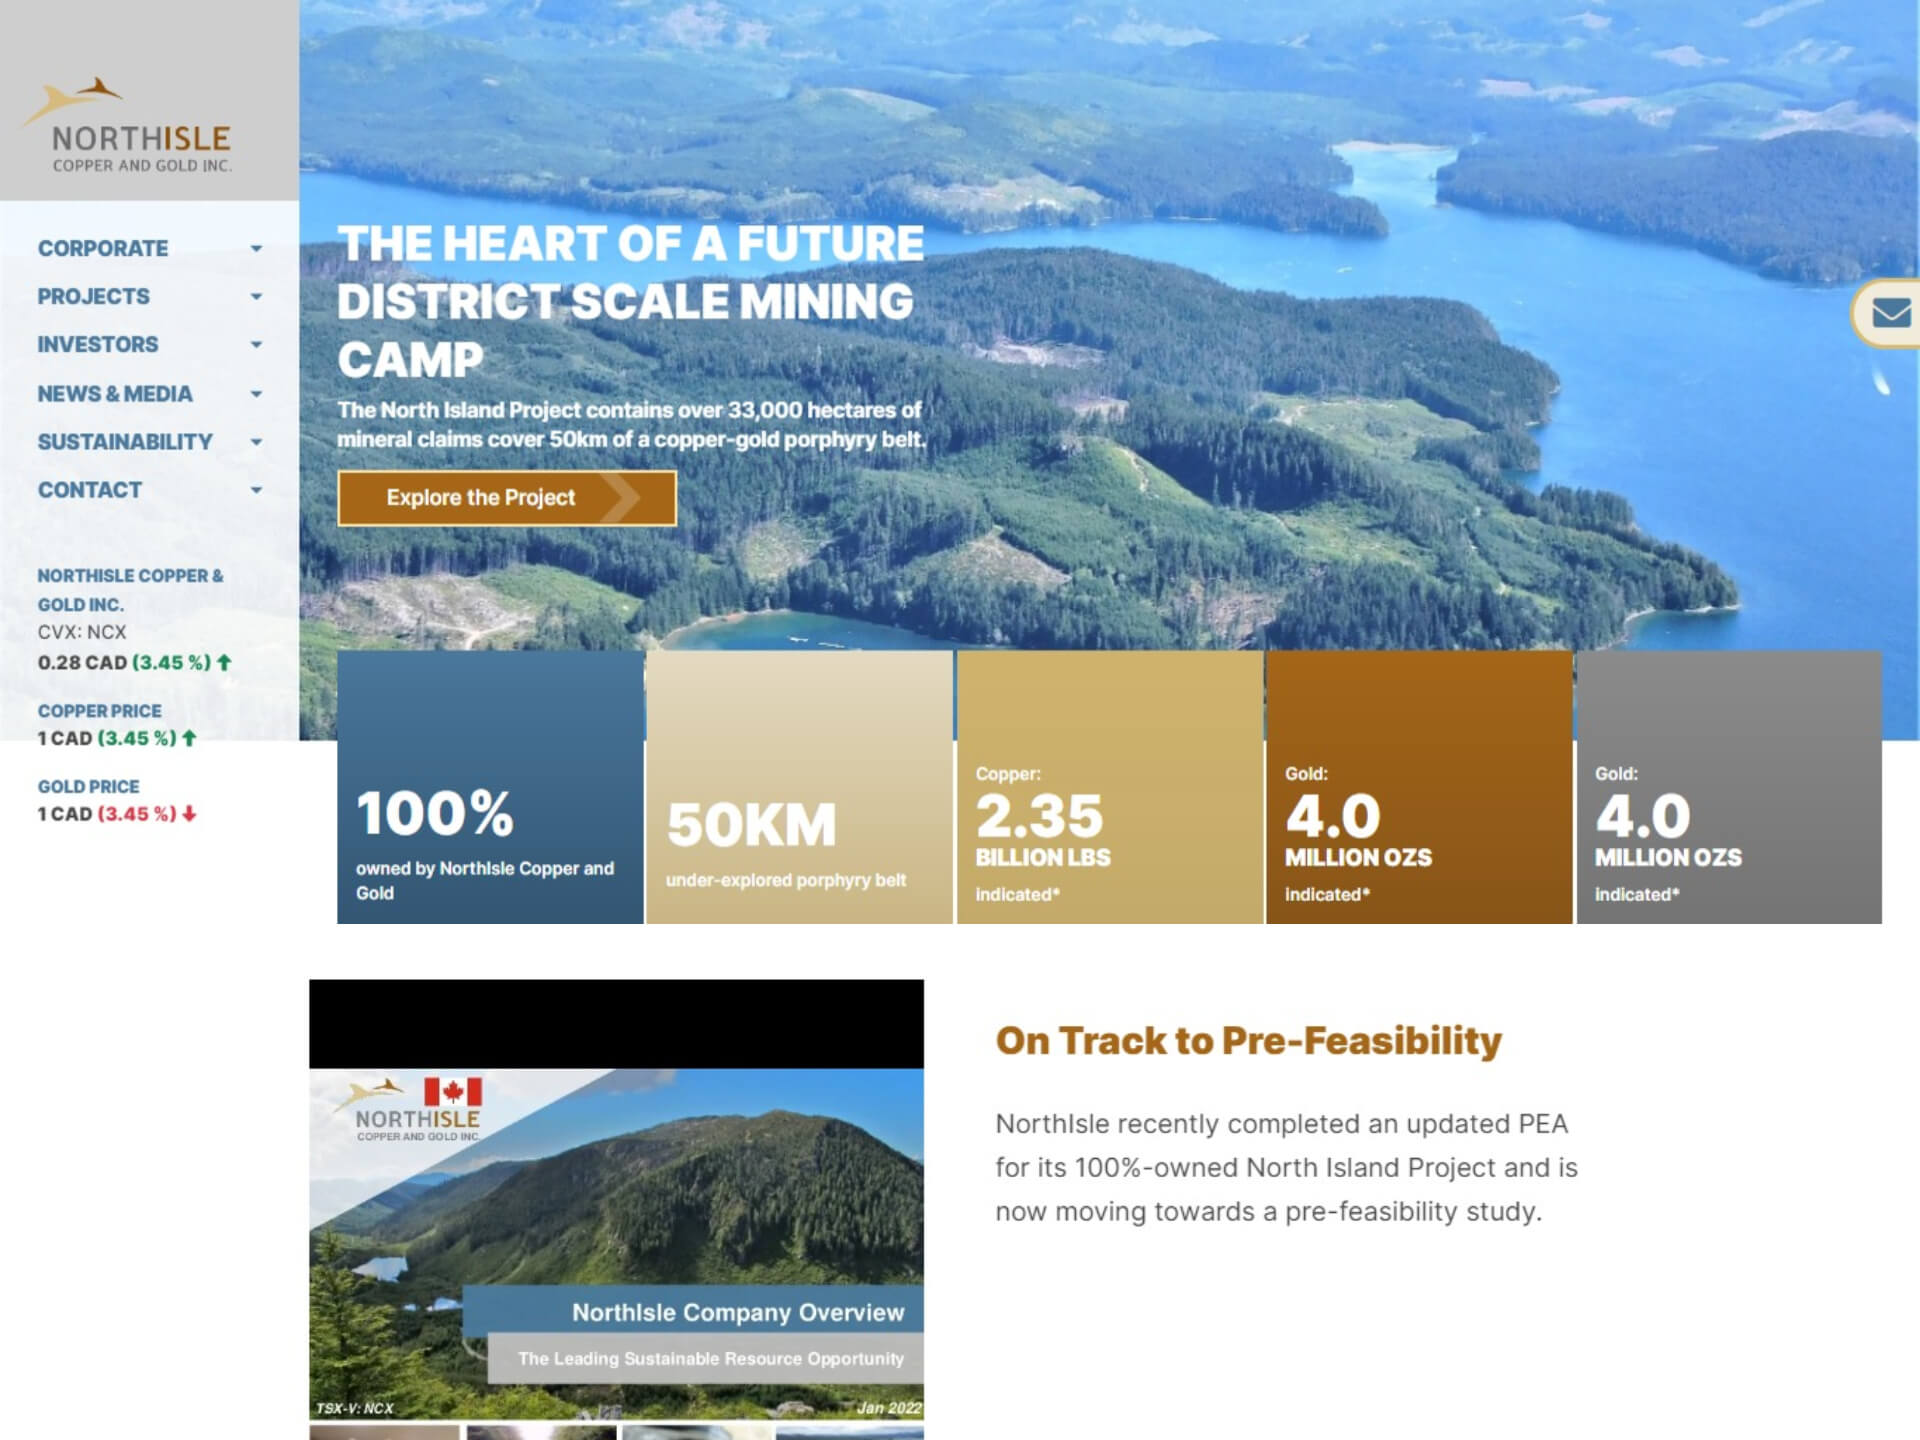 NORTHISLE
COPPER AND GOLD INC.
CORPORATE
PROJECTS
INVESTORS
NEWS & MEDIA
SUSTAINABILITY
CONTACT
NORTHISLE COPPER &
GOLD INC.
CVX: NCX
0.28 CAD (3.45 %)
COPPER PRICE
1 CAD (3.45 %)
GOLD PRICE
1 CAD (3.45 %)
THE HEART OF A FUTURE
DISTRICT SCALE MINING
CAMP
The North Island Project contains over 33,000 hectares of
mineral claims cover 50km of a copper-gold porphyry belt.
Explore the Project
100%
owned by NorthIsle Copper and
Gold
50KM
under-explored porphyry belt
Copper:
2.35
BILLION LBS
indicated*
Gold:
4.0
MILLION OZS
indicated*
Gold:
4.0
MILLION OZS
indicated*
NORTHISLE
COPPER AND GOLD INC.
NorthIsle Company Overview
The Leading Sustainable Resource Opportunity
TSX-V: NCX
Jan 2022
On Track to Pre-Feasibility
NorthIsle recently completed an updated PEA
for its 100%-owned North Island Project and is
now moving towards a pre-feasibility study.